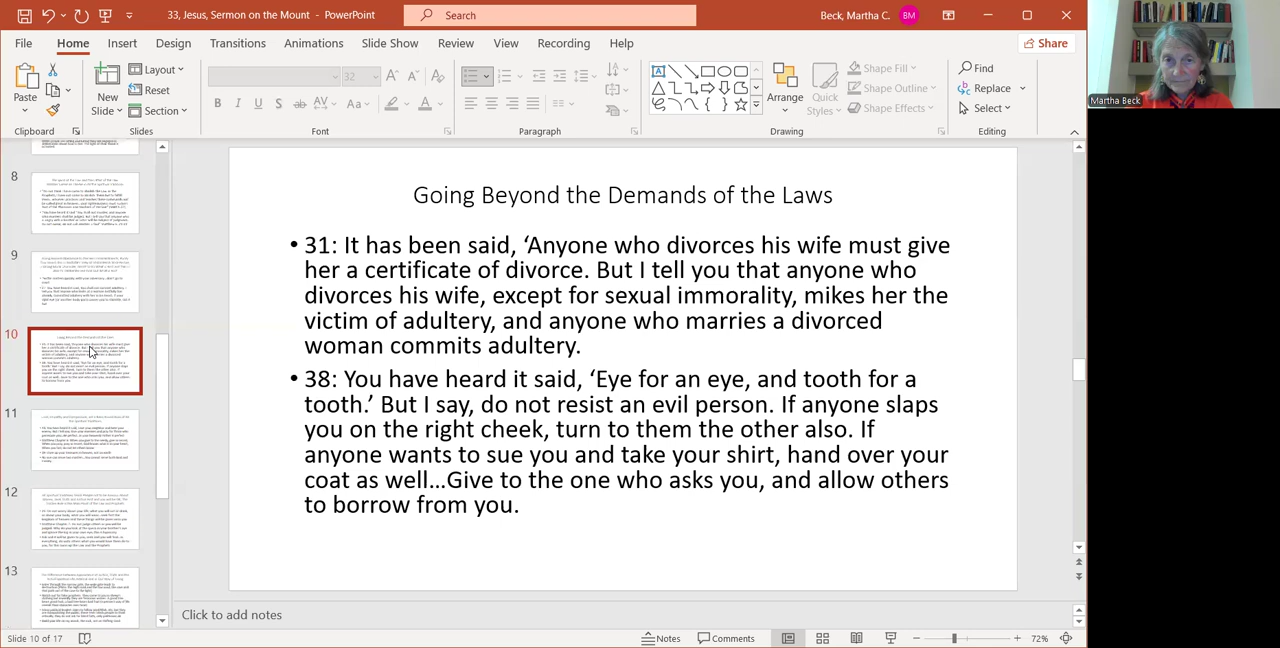 33, Jesus, Sermon on the Mount - PowerPoint
Search
Beck, Martha C.
BM
File Home Insert Design Transitions Animations Slide Show Review View Recording Help
Share
Paste
Clipboard
New
Slide
Layout
Reset
Section
Slides
32
B I U S ab AV Aa A
Font
Paragraph
Arrange
Quick
Styles
Shape Fill
Shape Outline
Shape Effects
Drawing
Find
Replace
Select
Editing
Martha Beck
8
9
10
11
12
13
Going Beyond the Demands of the Laws
• 31: It has been said, ‘Anyone who divorces his wife must give
her a certificate of divorce. But I tell you that anyone who
divorces his wife, except for sexual immorality, mikes her the
victim of adultery, and anyone who marries a divorced
woman commits adultery.
• 38: You have heard it said, ‘Eye for an eye, and tooth for a
tooth.’ But I say, do not resist an evil person. If anyone slaps
you on the right cheek, turn to them the other also. If
anyone wants to sue you and take your shirt, hand over your
coat as well…Give to the one who asks you, and allow others
to borrow from you.
Click to add notes
Slide 10 of 17
Notes
Comments
72%